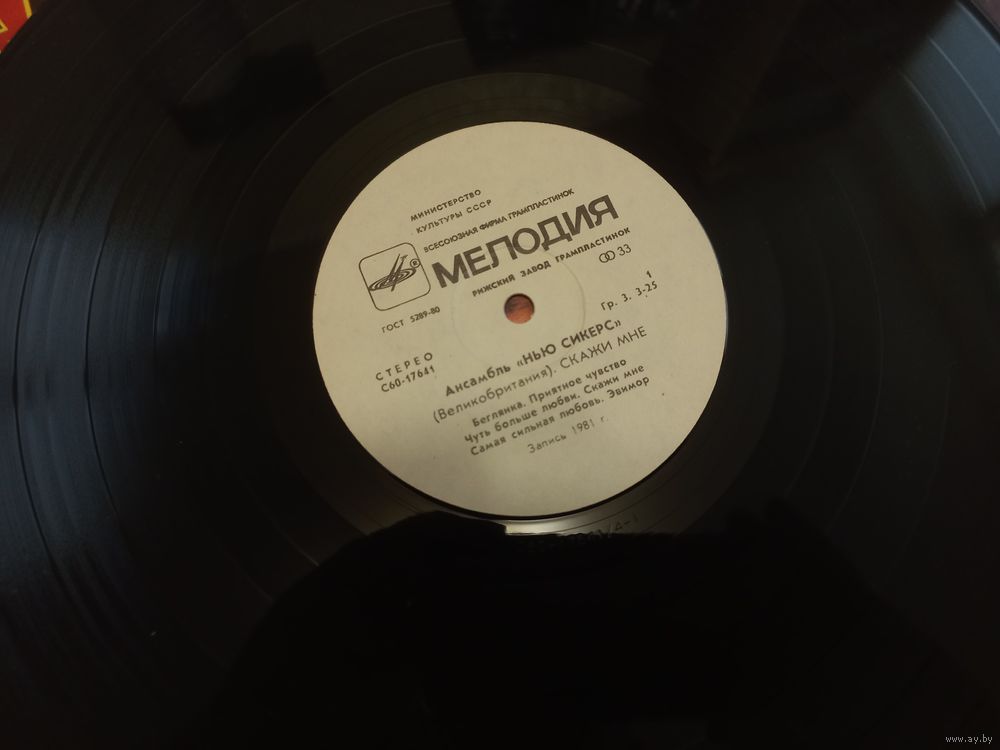 МИНИСТЕРСТВО
КУЛЬТУРЫ СССР
ВСЕСОЮЗНАЯ ФИРМА ГРАМПЛАСТИНОК
® МЕЛОДИЯ
РИЖСКИЙ ЗАВОД ГРАМПЛАСТИНОК
33
ГОСТ 5289-80
1
Гр. 3. 3-25
СТЕРЕО
С60-17641
Ансамбль «НЬЮ СИКЕРС»
(Великобритания). СКАЖИ МНЕ
Беглянка. Приятное чувство
Чуть больше любви. Скажи мне
Самая сильная любовь. Эвимор
Запись 1981 г.
www.ay.by